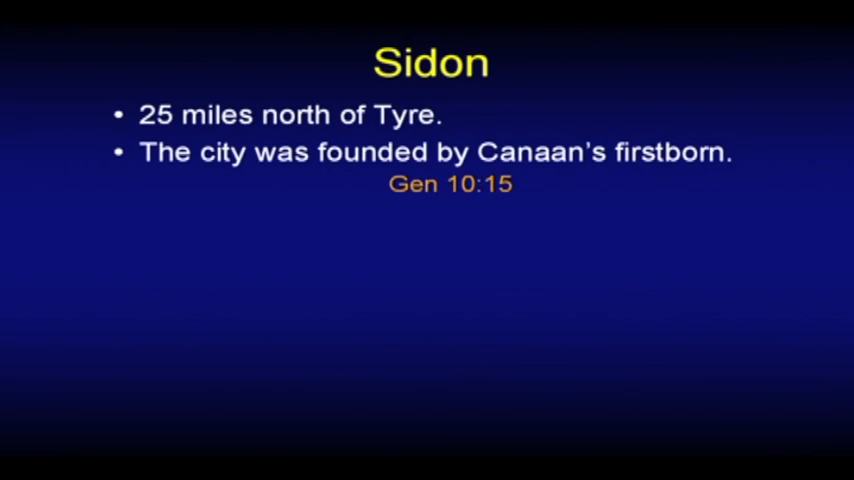 Sidon
• 25 miles north of Tyre.
• The city was founded by Canaan's firstborn.
Gen 10:15